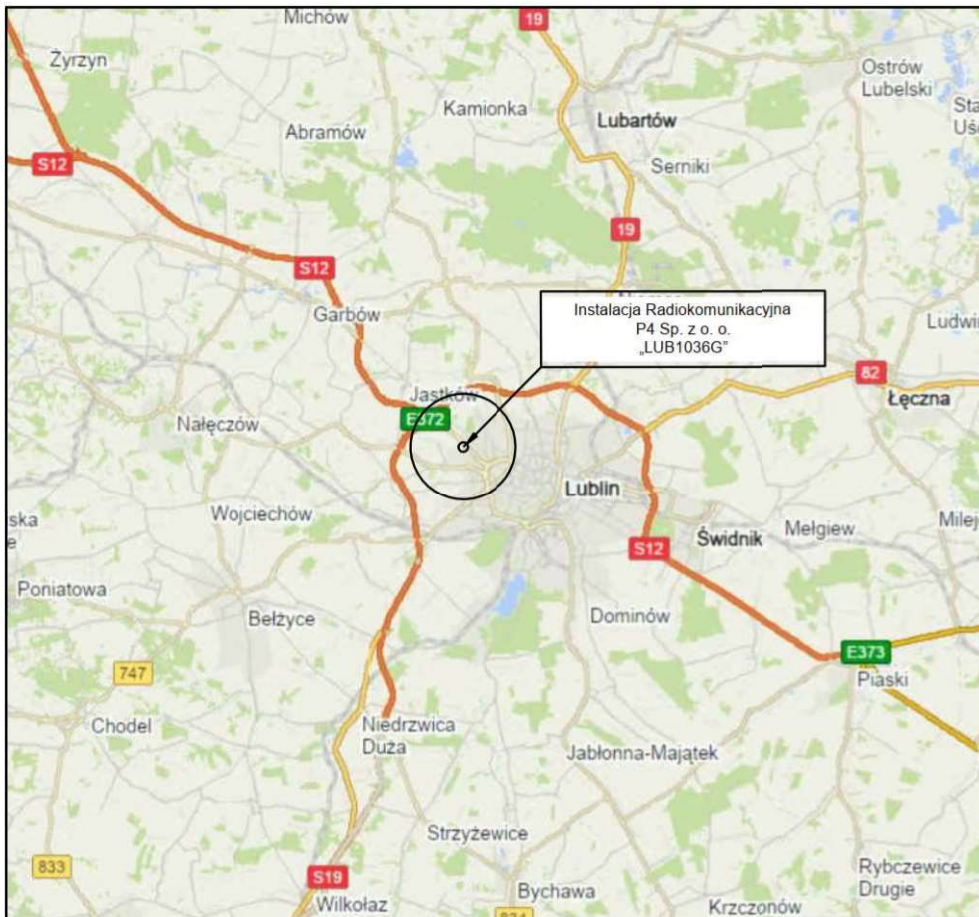 Michów
19
Żyrzyn
Ostrów
Lubelski
Kamionka
Abramów
Lubartów
S12
Serniki
19
S12
Garbów
Instalacja Radiokomunikacyjna
P4 Sp. z o. o.
„LUB1036G”
82
Jastków
Łęczna
E372
Nałęczów
Lublin
Wojciechów
Mełgiew
Świdnik
S12
Poniatowa
Bełżyce
Dominów
E373
747
Piaski
Chodel
Niedrzwica
Duża
Jabłonna-Majątek
Strzyżewice
833
S19
Rybczewice
Drugie
Bychawa
Wilkołaz
Krzczonów